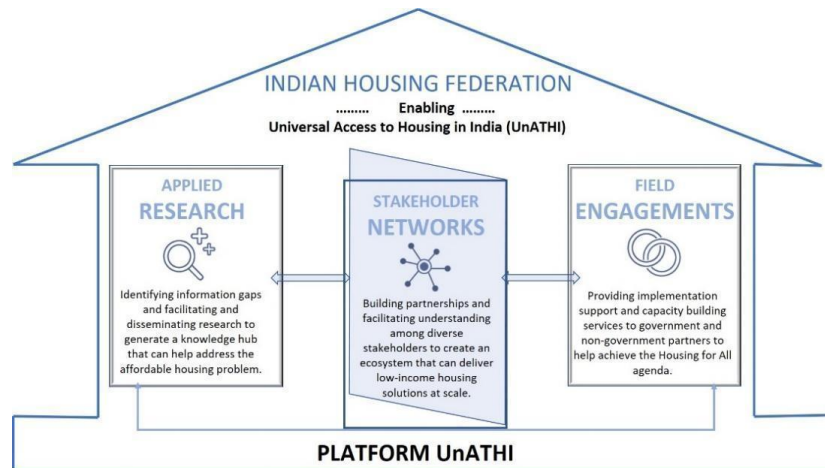 INDIAN HOUSING FEDERATION
......... Enabling .........
Universal Access to Housing in India (UnATHI)
APPLIED
RESEARCH
Identifying information gaps
and facilitating and
disseminating research to
generate a knowledge hub
that can help address the
affordable housing problem.
STAKEHOLDER
NETWORKS
Building partnerships and
facilitating understanding
among diverse
stakeholders to create an
ecosystem that can deliver
low-income housing
solutions at scale.
FIELD
ENGAGEMENTS
Providing implementation
support and capacity building
services to government and
non-government partners to
help achieve the Housing for All
agenda.
PLATFORM UnATHI